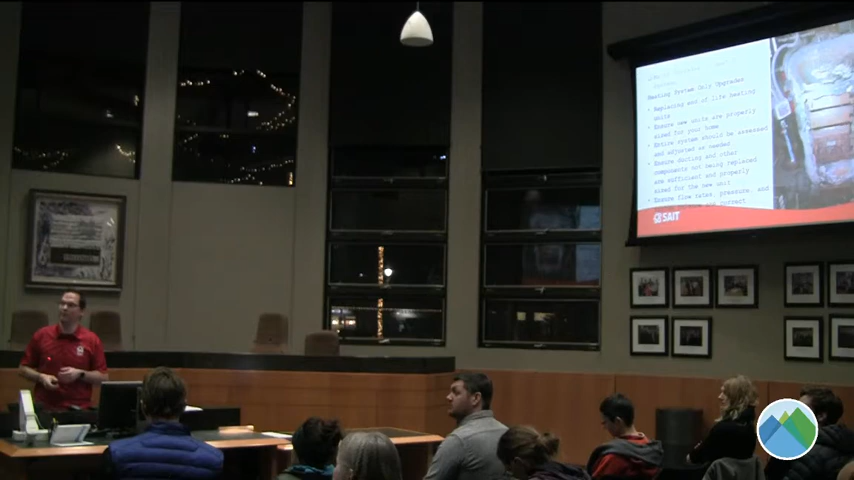 Heating System Only Upgrades
• Replacing end of life heating
units
• Ensure new units are properly
sized for your home
• Entire system should be assessed
and adjusted as needed
• Ensure ducting and other
components not being replaced
are sufficient and properly
sized for the new unit
• Ensure flow rates, pressure, and
correct
SAIT